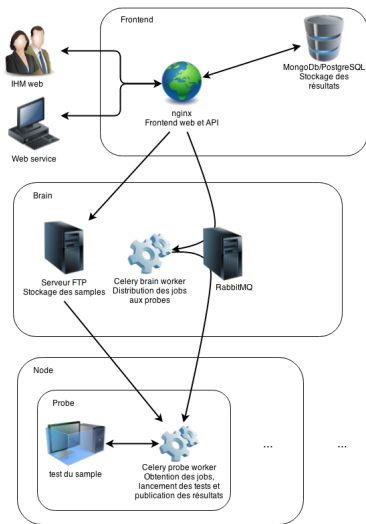 Frontend
IHM web
Web service
nginx
Frontend web et API
MongoDb/PostgreSQL
Stockage des
résultats
Brain
Serveur FTP
Stockage des samples
Celery brain worker
Distribution des jobs
aux probes
RabbitMQ
Node
Probe
test du sample
Celery probe worker
Obtention des jobs,
lancement des tests et
publication des résultats
...
...